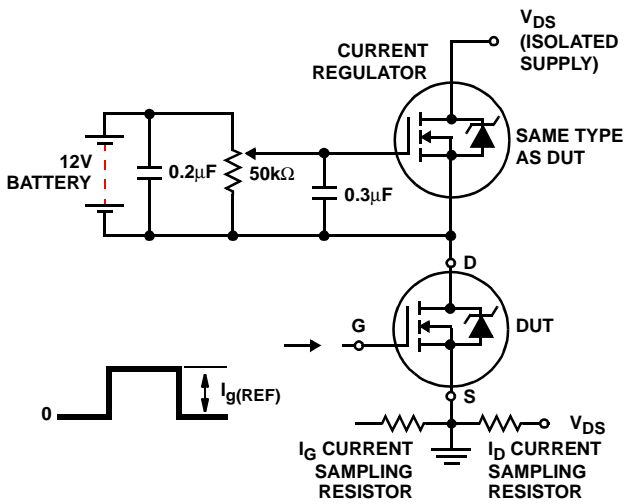 V_DS
(ISOLATED
SUPPLY)
CURRENT
REGULATOR
SAME TYPE
AS DUT
12V
BATTERY
0.2μF
50kΩ
0.3μF
D
G
DUT
S
0
I_g(REF)
I_G CURRENT
SAMPLING
RESISTOR
I_D CURRENT
SAMPLING
RESISTOR
V_DS